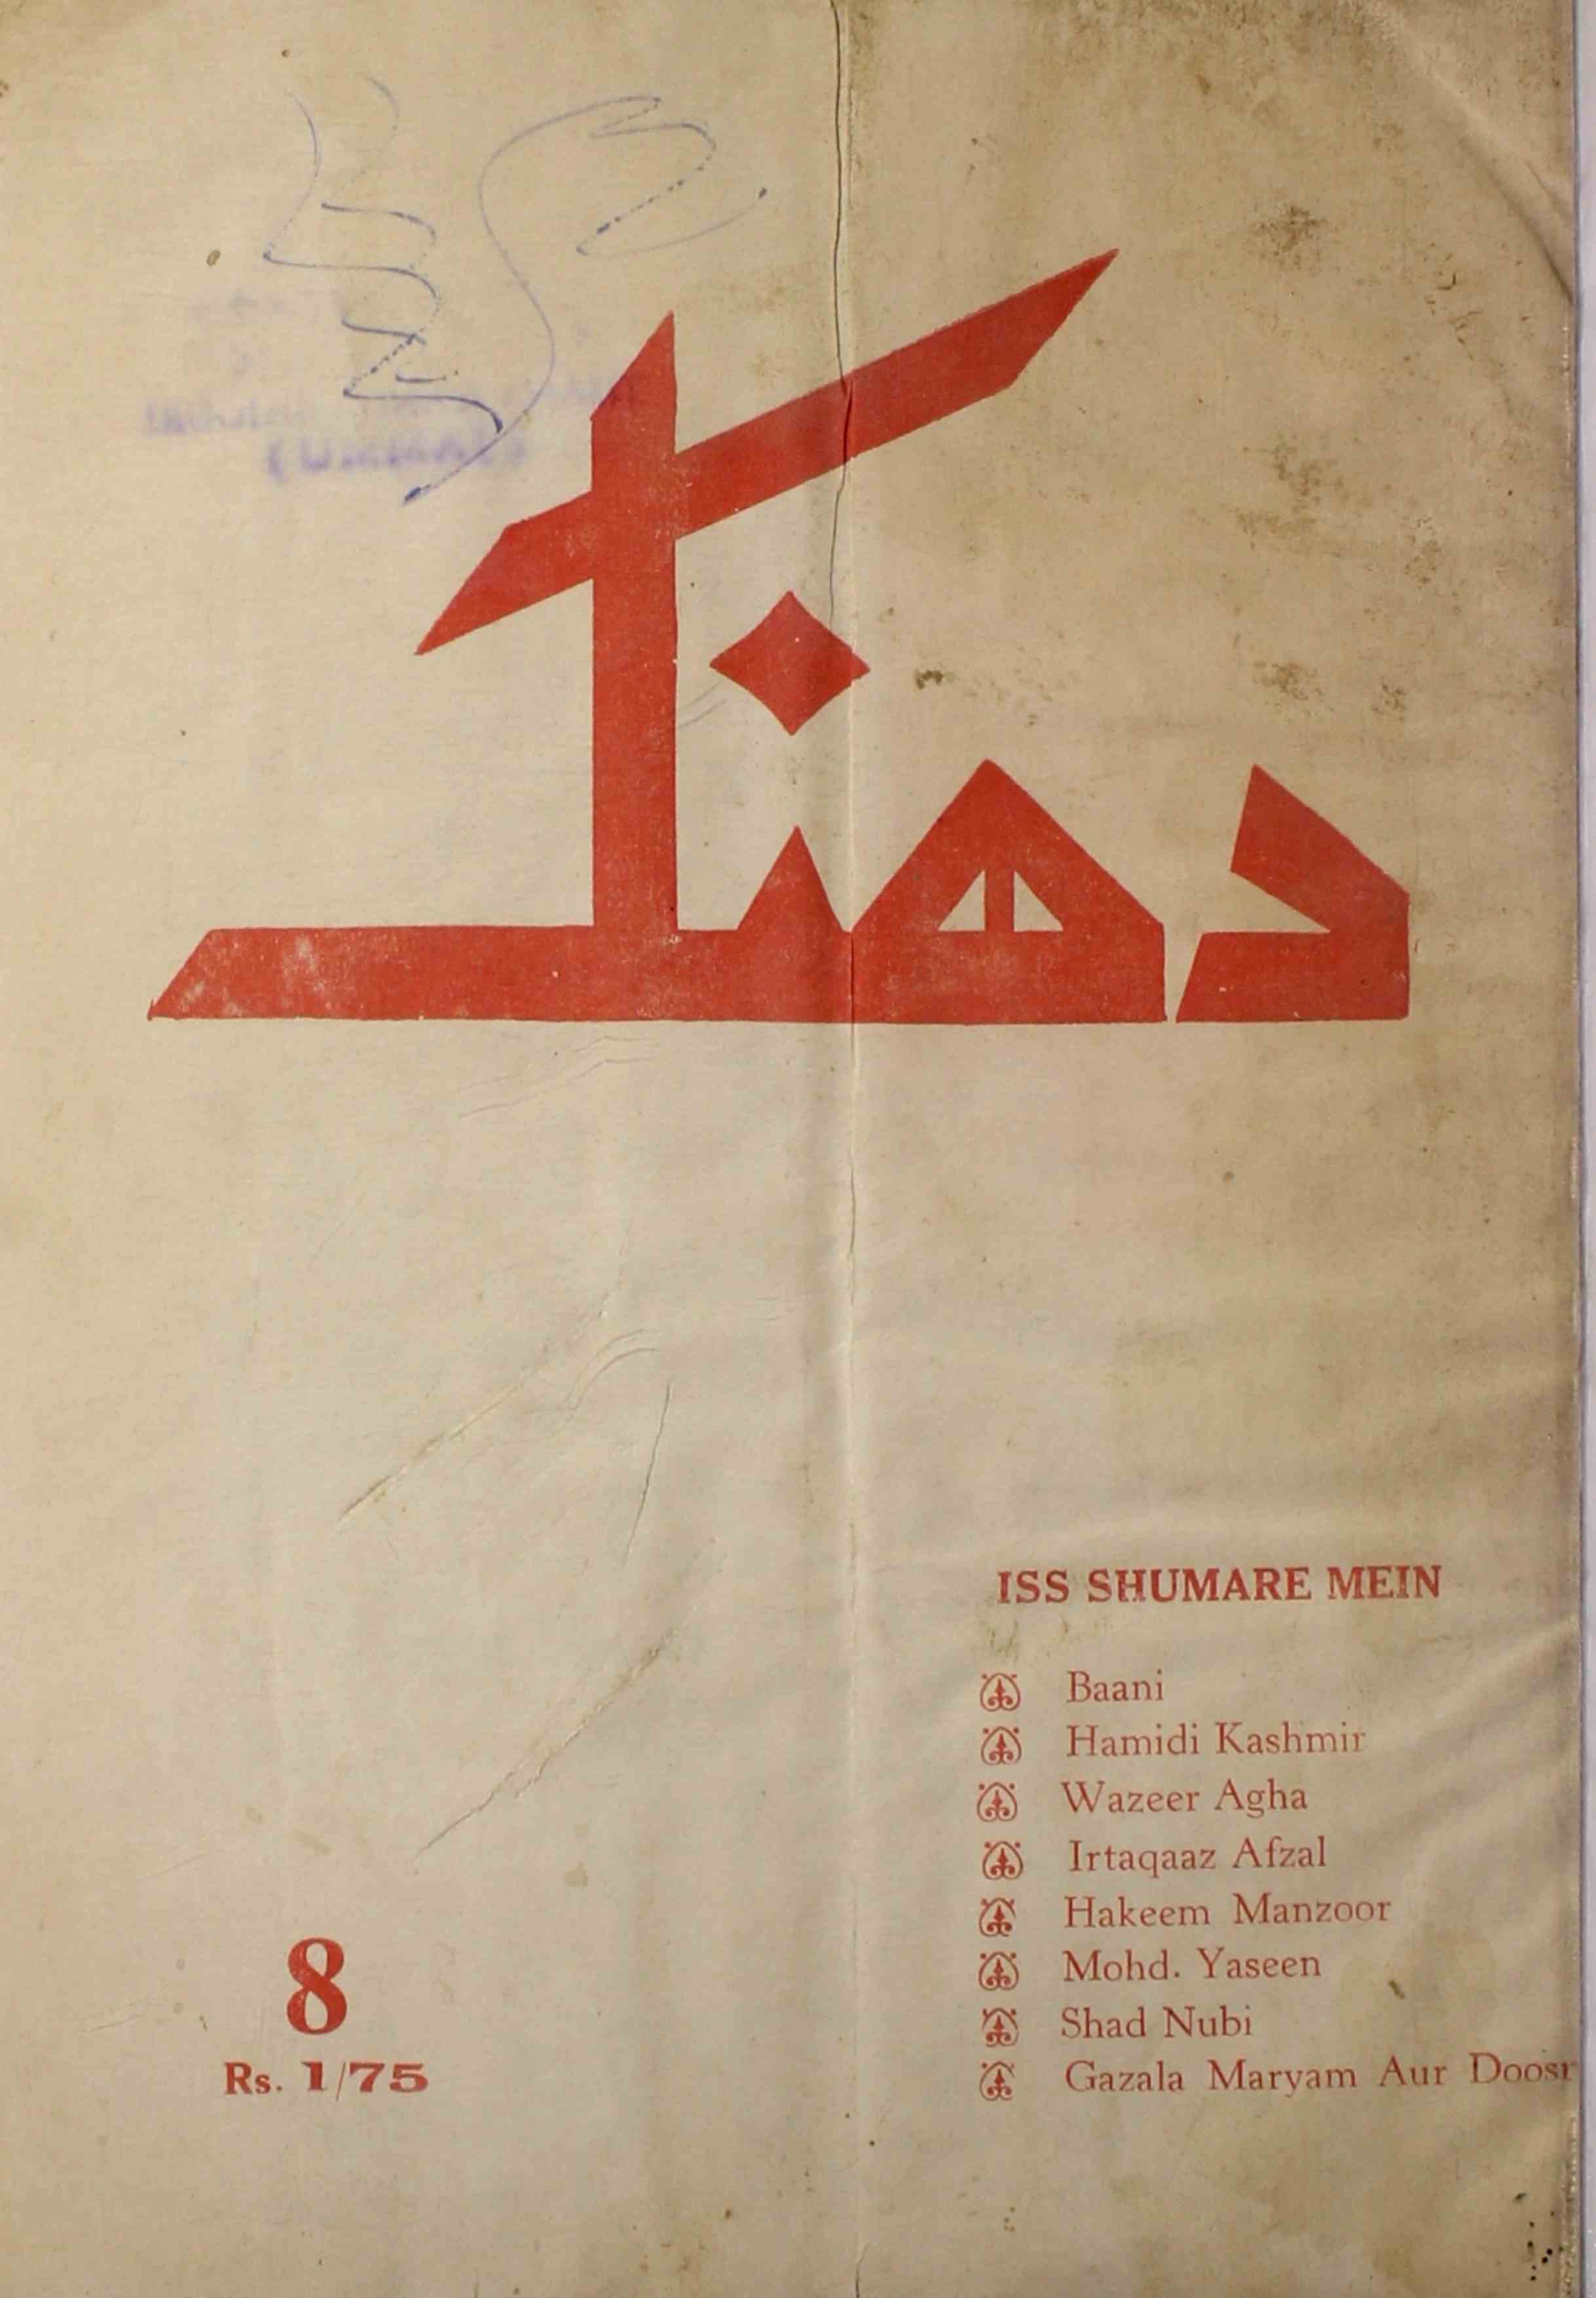 دھنک
ISS SHUMARE MEIN
Baani
Hamidi Kashmir
Wazeer Agha
Irtaqaaz Afzal
Hakeem Manzoor
Mohd. Yaseen
Shad Nubi
Gazala Maryam Aur Doosr
8
Rs. 1/75